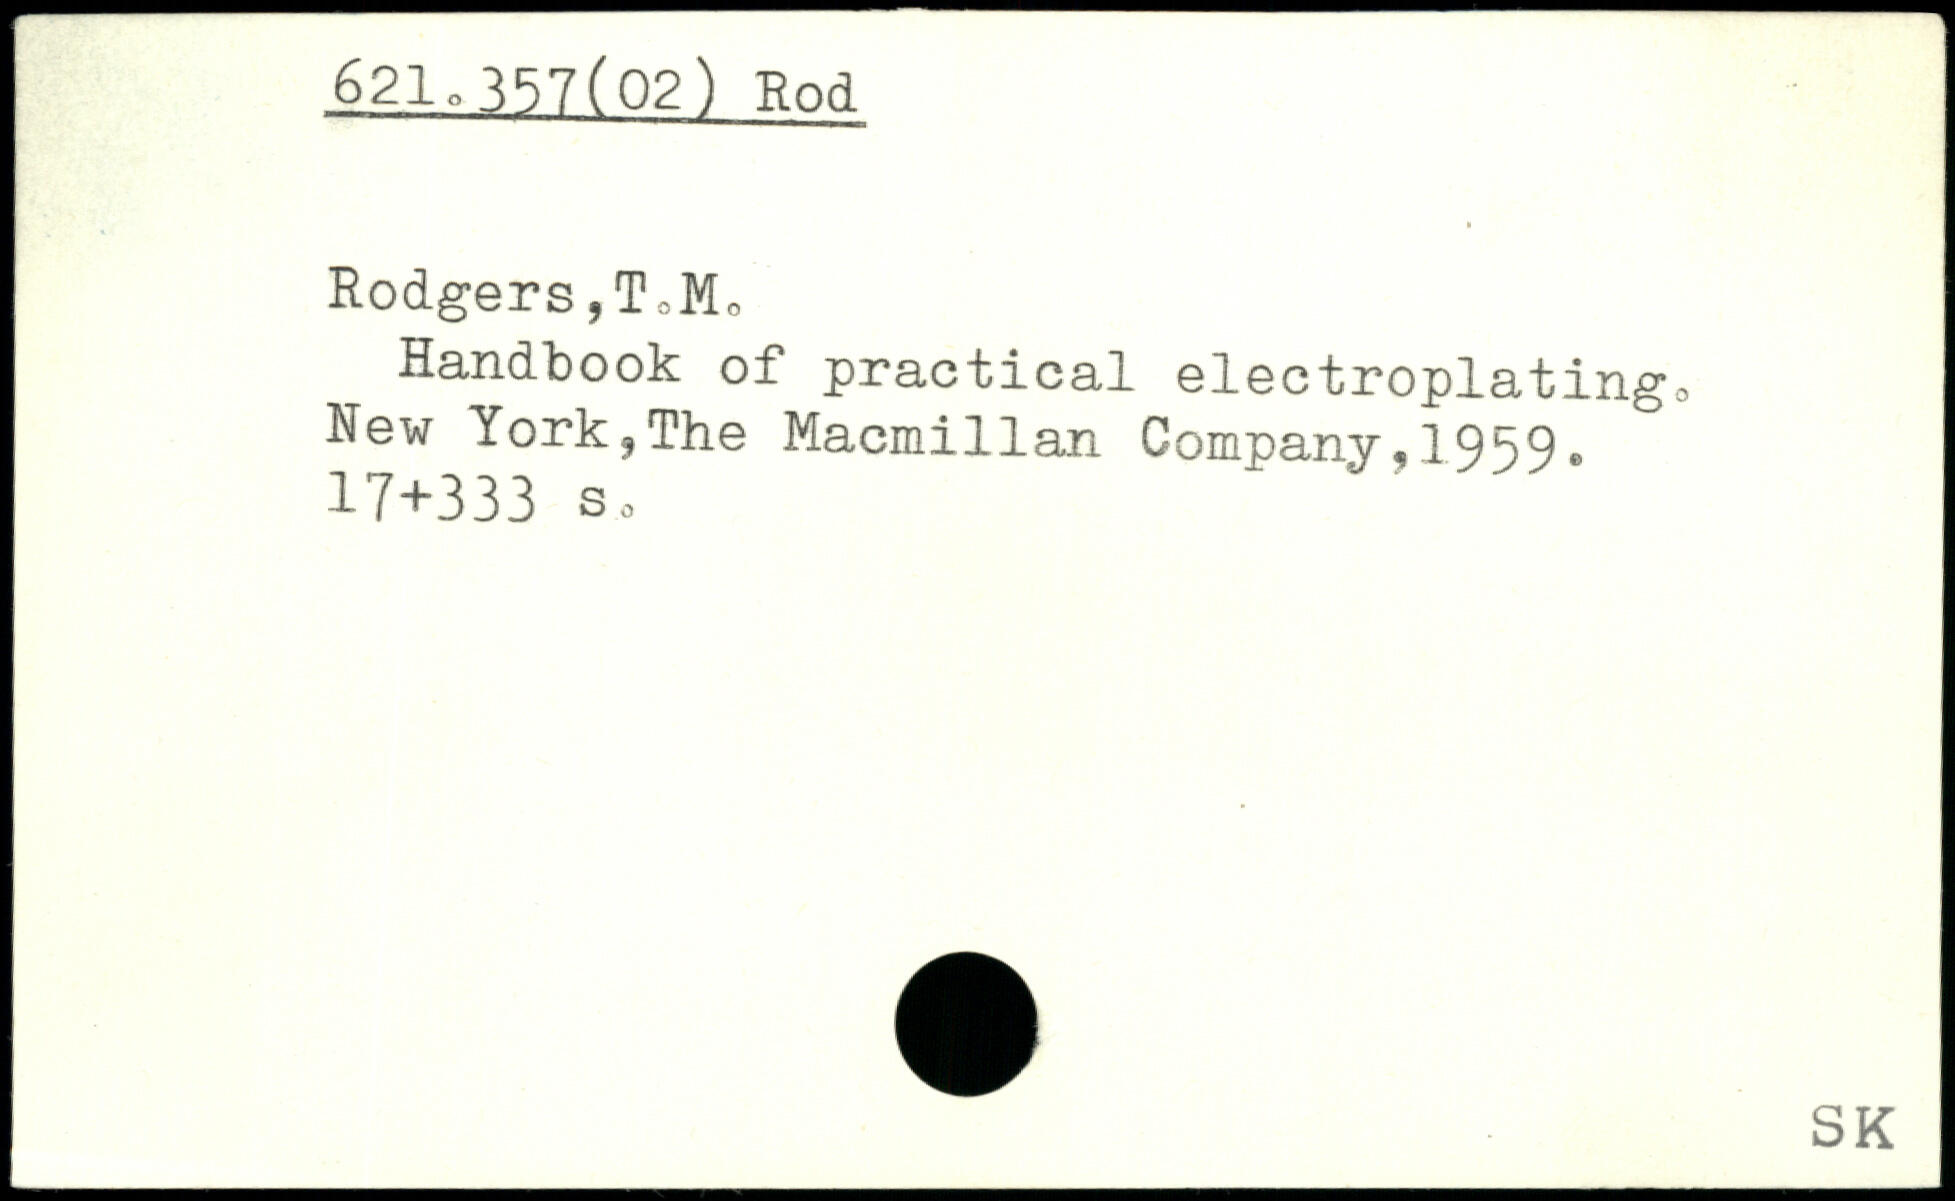 621.357(02) Rod
Rodgers,T.M.
Handbook of practical electroplating.
New York,The Macmillan Company,1959.
17+333 s.
SK